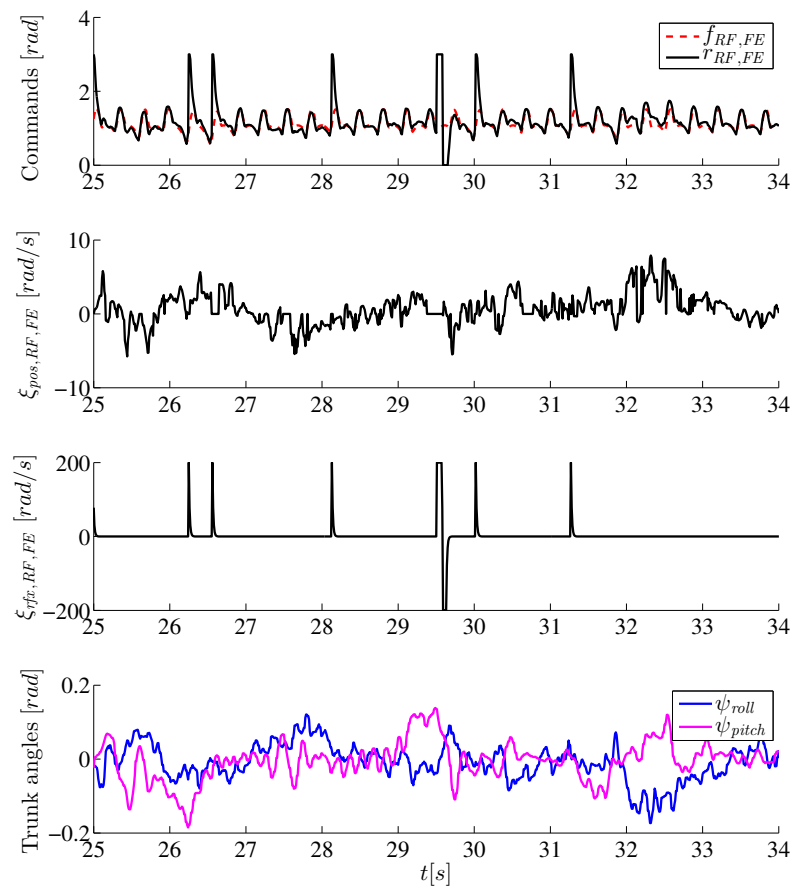 Commands [rad]
4
2
0
f_{RF,FE}
r_{RF,FE}
25 26 27 28 29 30 31 32 33 34
ξ_{pos,RF,FE} [rad/s]
10
0
−10
25 26 27 28 29 30 31 32 33 34
ξ_{rfx,RF,FE} [rad/s]
200
0
−200
25 26 27 28 29 30 31 32 33 34
Trunk angles [rad]
0.2
0
−0.2
ψ_{roll}
ψ_{pitch}
25 26 27 28 29 30 31 32 33 34
t[s]